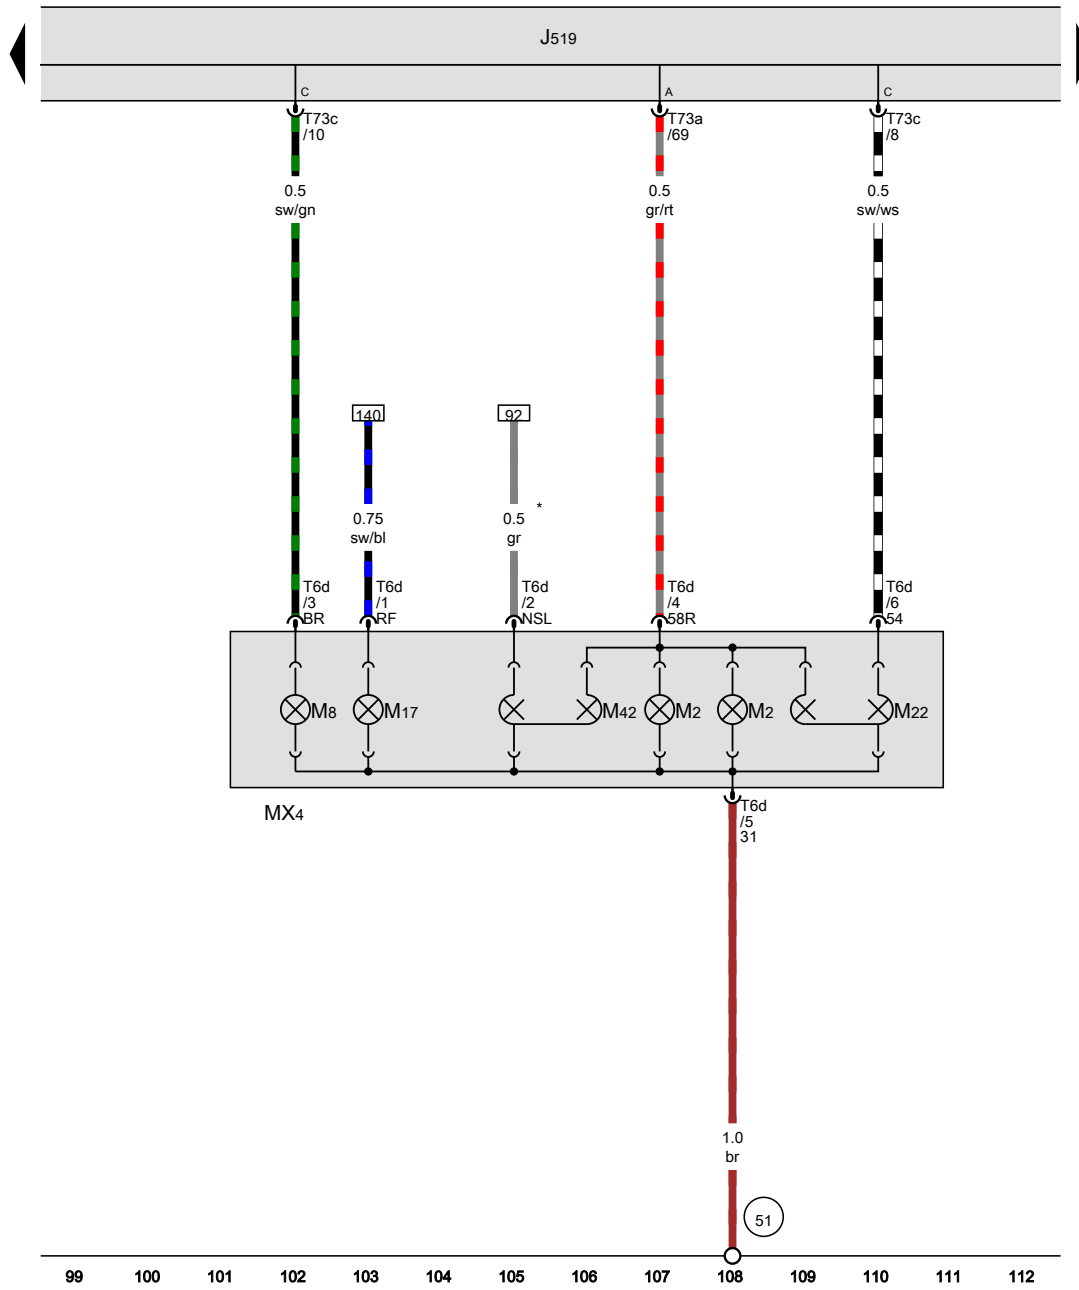 J519
C A C
T73c T73a T73c
/10 /69 /8
0.5 0.5 0.5
sw/gn gr/rt sw/ws
140 92
*
0.75 0.5
sw/bl gr
T6d T6d T6d T6d T6d
/3 /1 /2 /4 /6
BR RF NSL 58R 54
M8 M17 M42 M2 M2 M22
MX4
T6d
/5
31
1.0
br
51
99 100 101 102 103 104 105 106 107 108 109 110 111 112